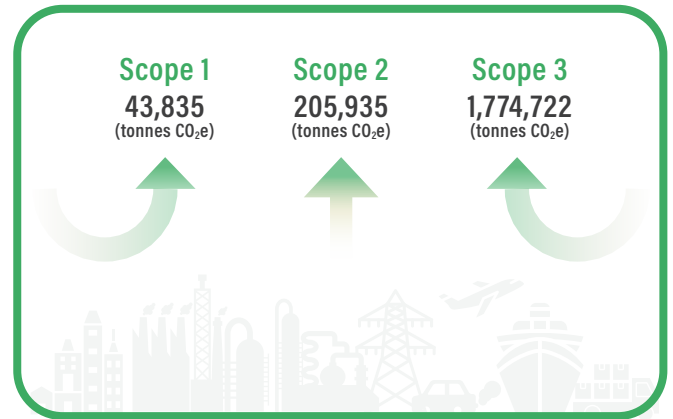 Scope 1
43,835
(tonnes CO₂e)
Scope 2
205,935
(tonnes CO₂e)
Scope 3
1,774,722
(tonnes CO₂e)